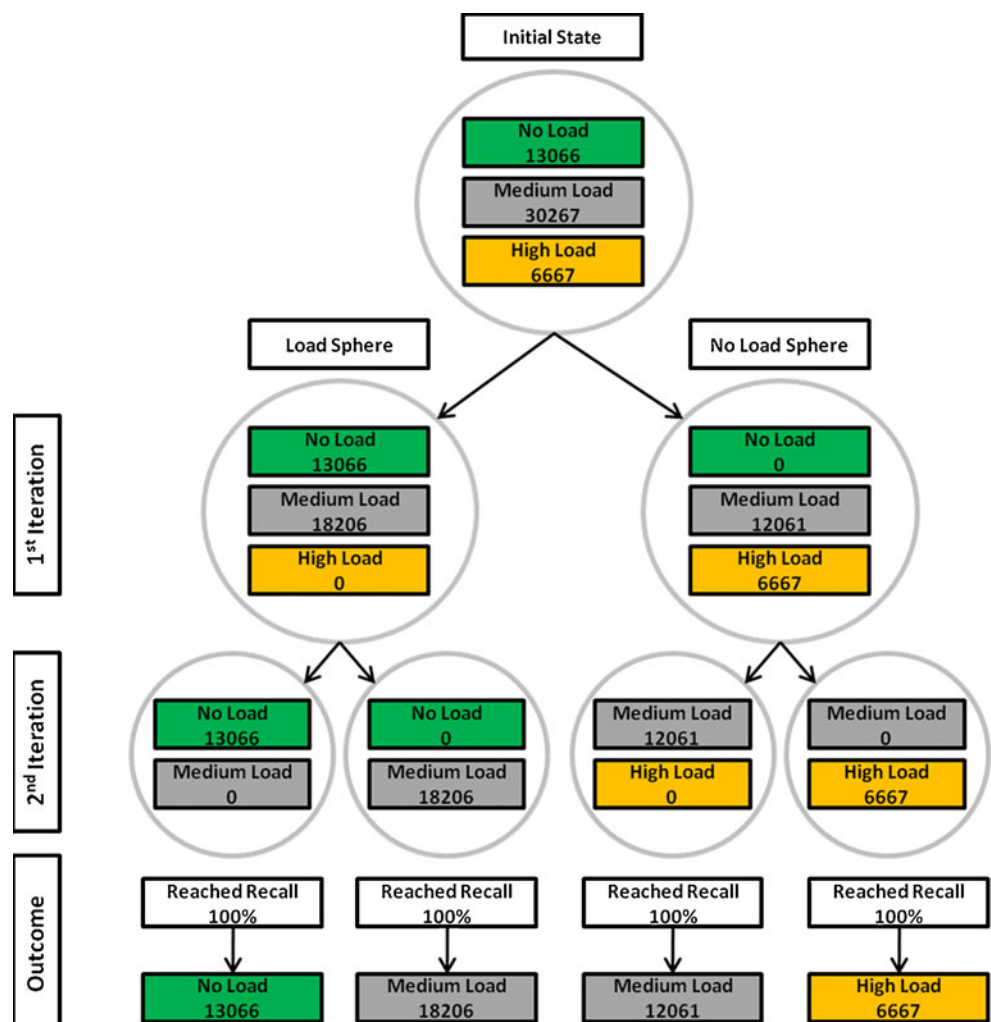 Initial State
No Load
13066
Medium Load
30267
High Load
6667
Load Sphere
No Load Sphere
1st Iteration
No Load
13066
Medium Load
18206
High Load
0
No Load
0
Medium Load
12061
High Load
6667
2nd Iteration
No Load
13066
Medium Load
0
No Load
0
Medium Load
18206
Medium Load
12061
High Load
0
Medium Load
0
High Load
6667
Outcome
Reached Recall
100%
Reached Recall
100%
Reached Recall
100%
Reached Recall
100%
No Load
13066
Medium Load
18206
Medium Load
12061
High Load
6667